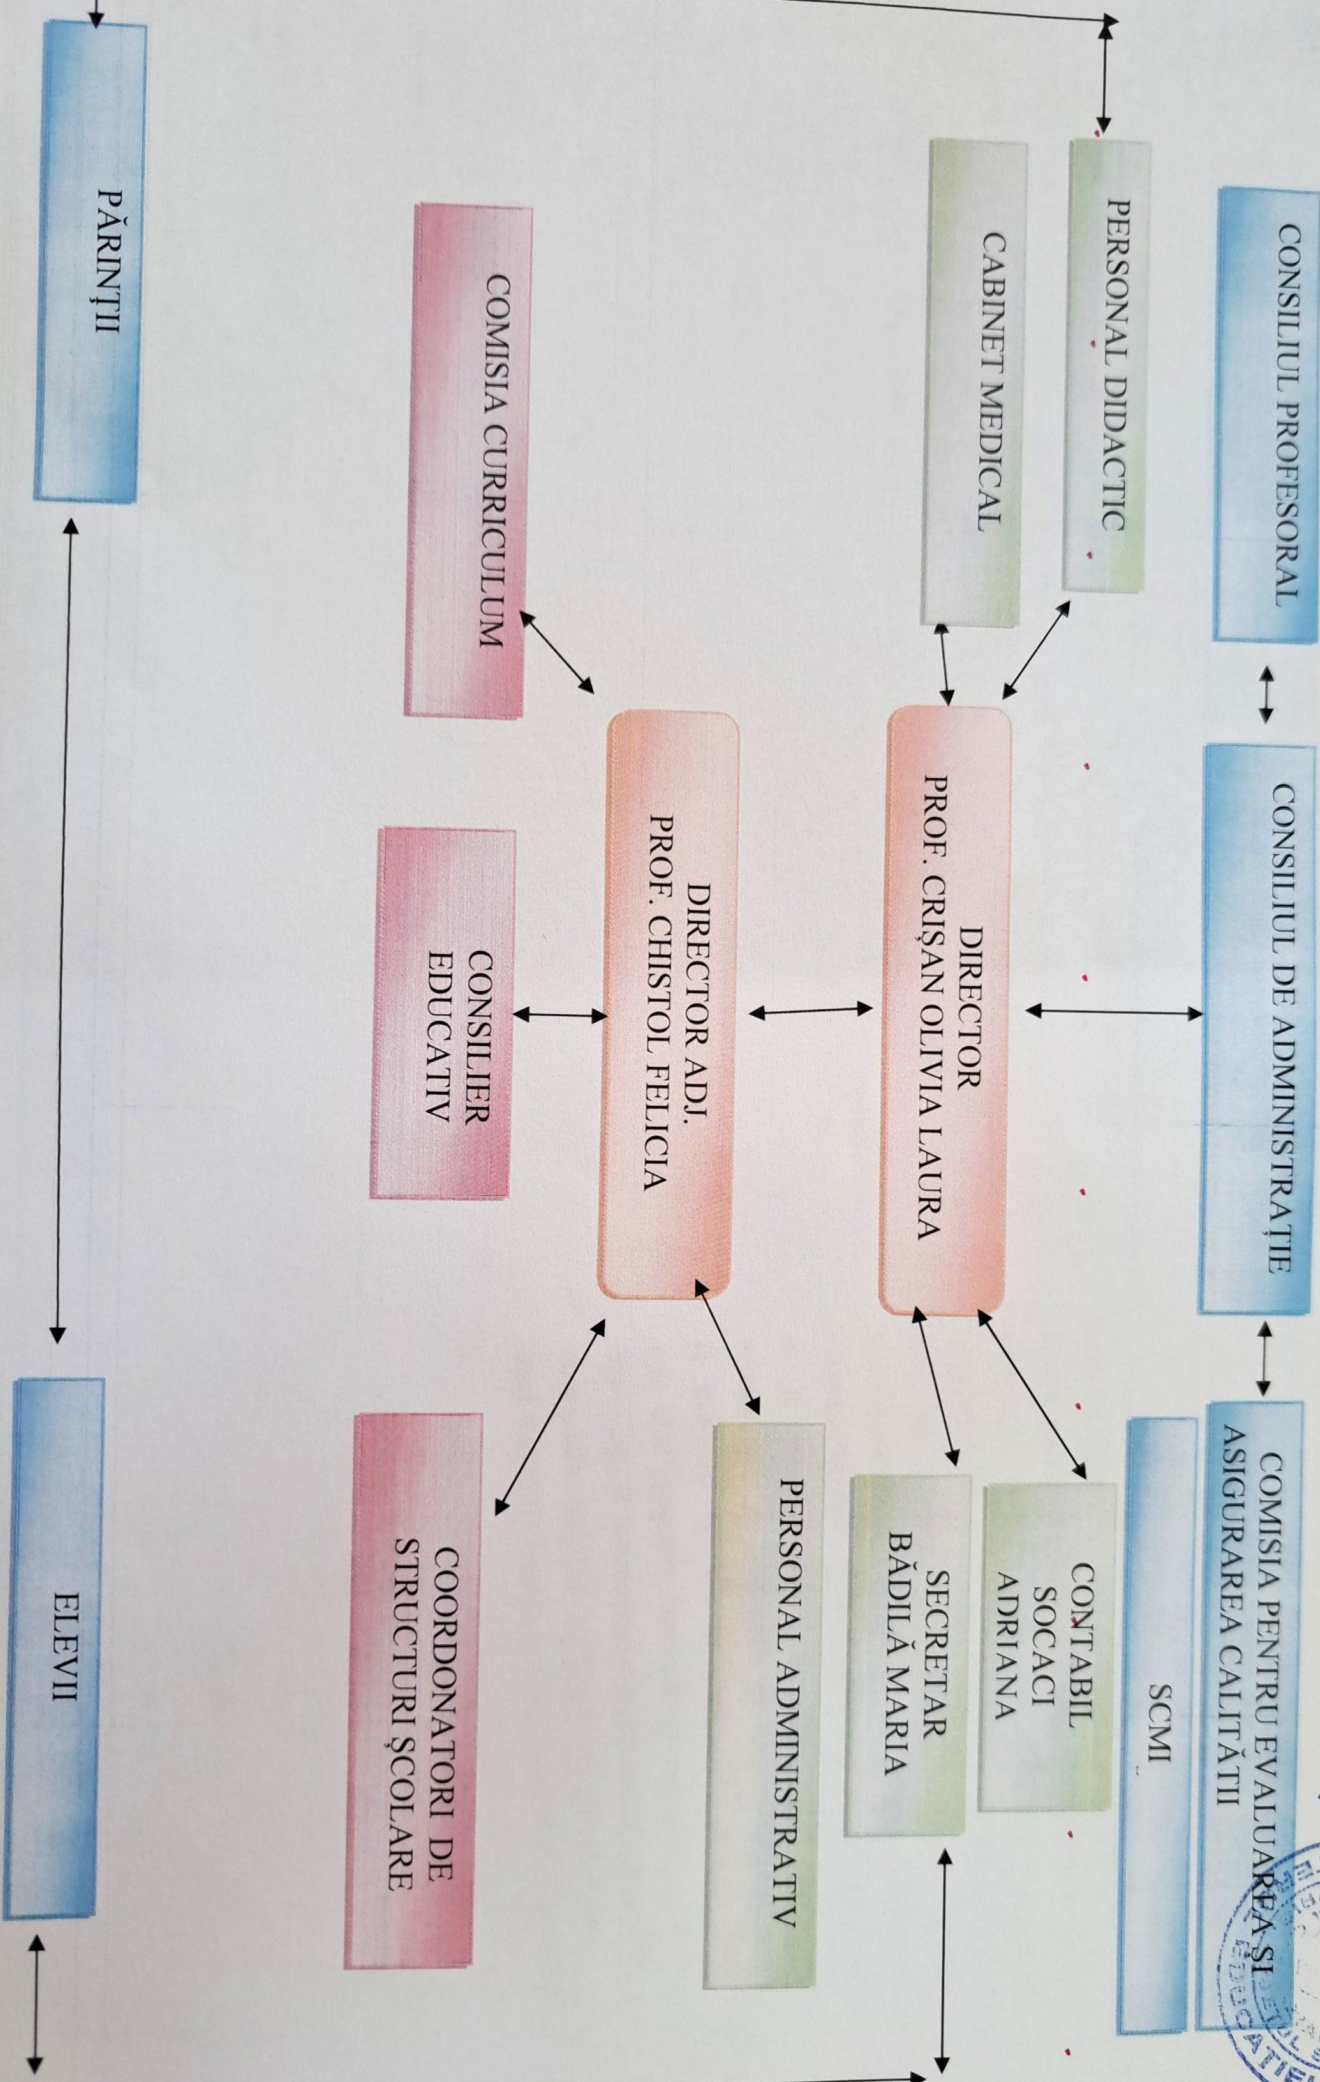 CONSILIUL PROFESORAL
CONSILIUL DE ADMINISTRAȚIE
COMISIA PENTRU EVALUAREA ȘI
ASIGURAREA CALITĂTII
SCMI
PERSONAL DIDACTIC
CABINET MEDICAL
DIRECTOR
PROF. CRIȘAN OLIVIA LAURA
CONTABIL
SOCACI
ADRIANA
SECRETAR
BĂDILĂ MARIA
DIRECTOR ADJ.
PROF. CHISTOL FELICIA
PERSONAL ADMINISTRATIV
COMISIA CURRICULUM
CONSILIER
EDUCATIV
COORDONATORI DE
STRUCTURI ȘCOLARE
PĂRINȚII
ELEVII